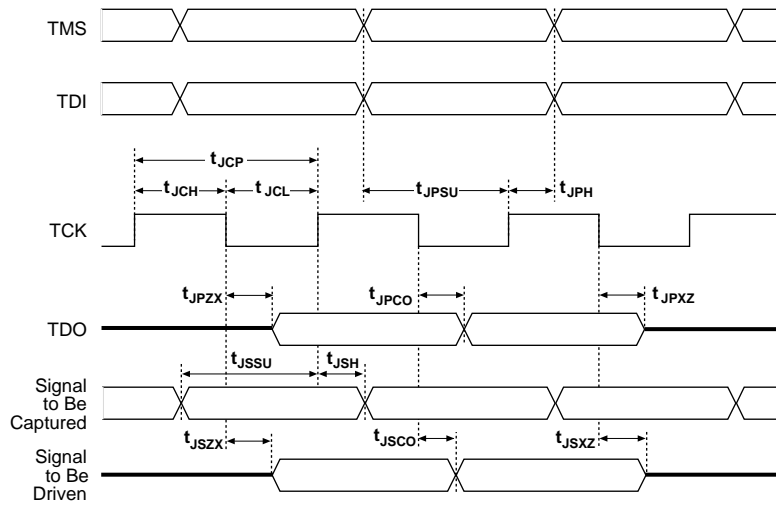 TMS
TDI
tJCP
tJCH
tJCL
tJPSU
tJPH
TCK
tJPZX
tJPCO
tJPXZ
TDO
tJSSU
tJSH
Signal
to Be
Captured
tJSZX
tJSCO
tJSXZ
Signal
to Be
Driven